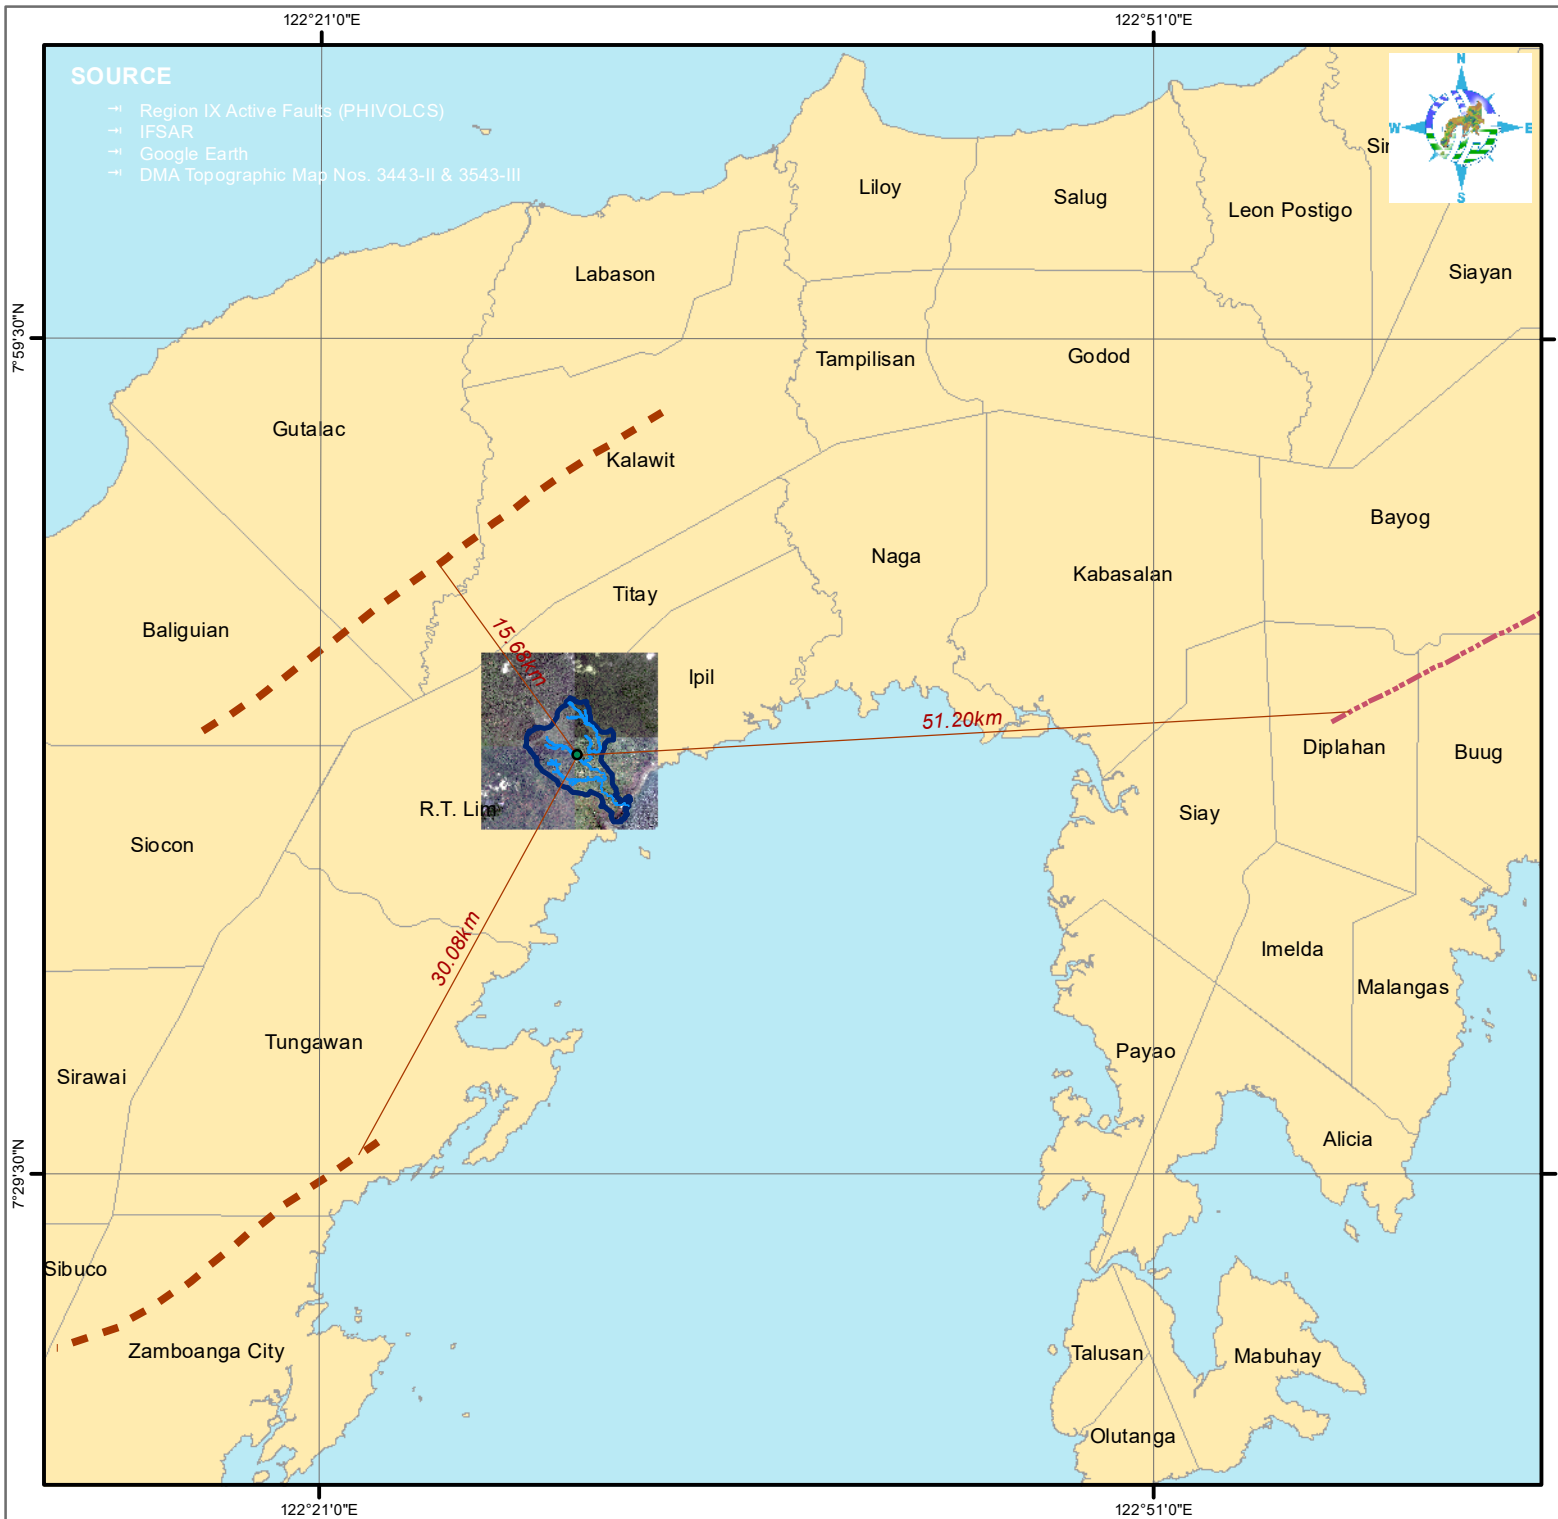 122°21'0"E
122°51'0"E
SOURCE
Region IX Active Faults (PHIVOLCS)
IFSAR
Google Earth
DMA Topographic Map Nos. 3443-II & 3543-III
N
W
E
S
Sir
Liloy
Salug
Leon Postigo
Labason
Siayan
7°59'30"N
Tampilisan
Godod
Gutalac
Kalawit
Bayog
Naga
Kabasalan
Titay
Baliguian
15.68km
Ipil
51.20km
Diplahan
Buug
R.T. Lim
Siay
Siocon
30.08km
Imelda
Malangas
Tungawan
Payao
Sirawai
Alicia
7°29'30"N
Sibuco
Zamboanga City
Talusan
Mabuhay
Olutanga
122°21'0"E
122°51'0"E